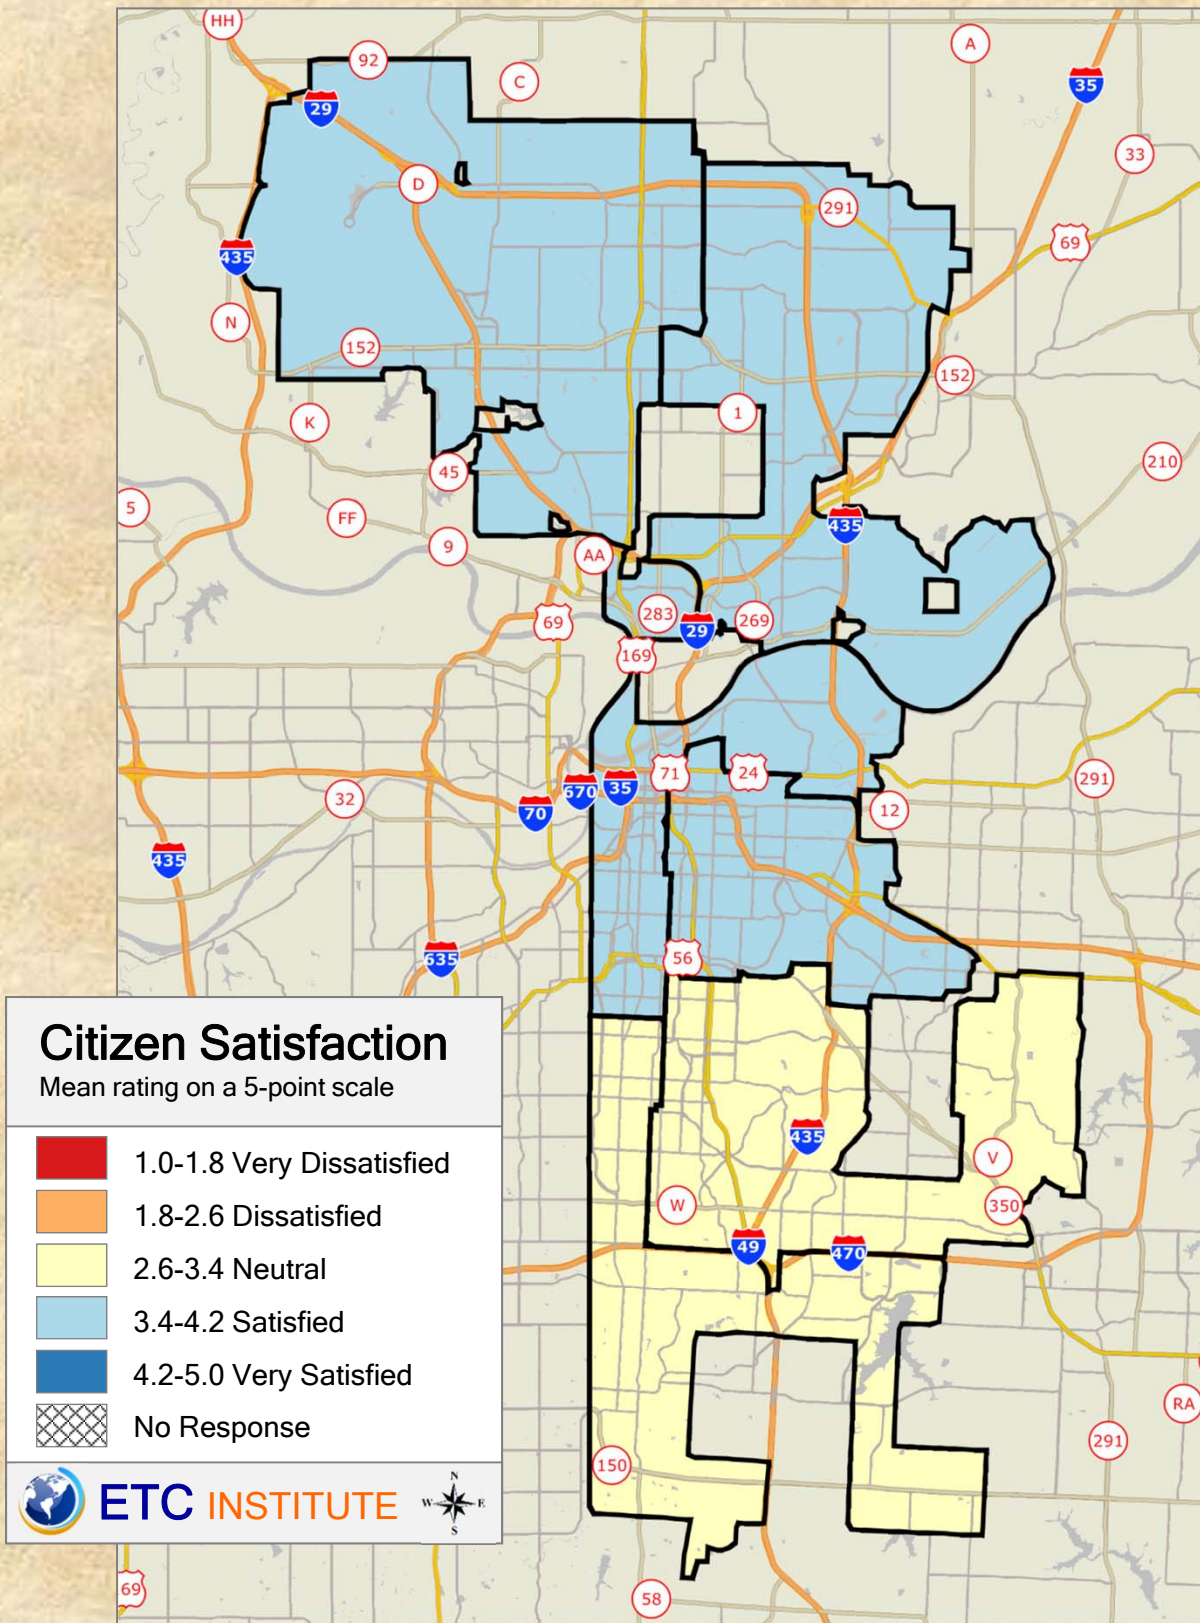 HH
92
A
C
35
29
33
D
291
69
435
N
152
152
1
K
45
210
5
FF
435
9
AA
283
269
69
29
169
71
24
291
670
35
32
70
12
435
56
635
Citizen Satisfaction
Mean rating on a 5-point scale
1.0-1.8 Very Dissatisfied
1.8-2.6 Dissatisfied
2.6-3.4 Neutral
3.4-4.2 Satisfied
4.2-5.0 Very Satisfied
No Response
ETC INSTITUTE
N
W E
S
435
V
W
350
49
470
RA
291
150
69
58